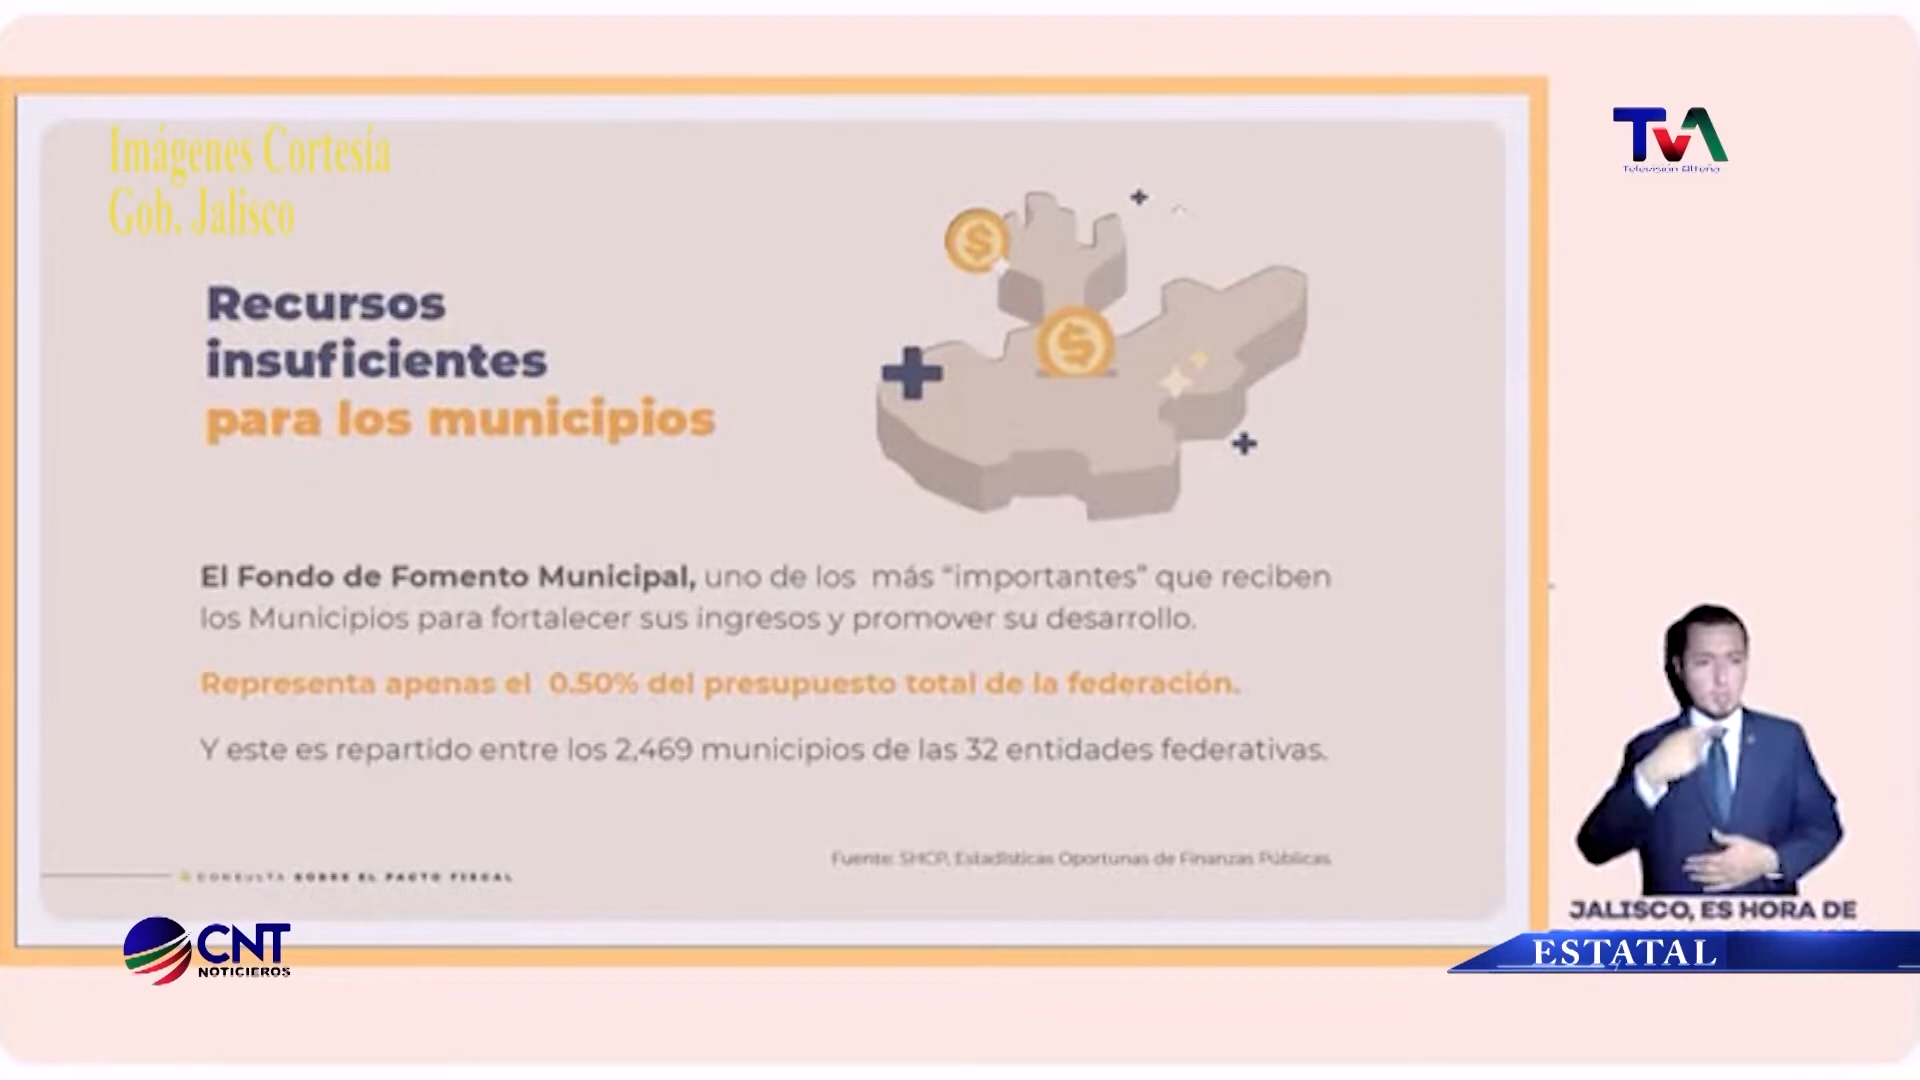 Imágenes Cortesía
Gob. Jalisco
TvA
Televisión Alteña
Recursos
insuficientes
para los municipios
El Fondo de Fomento Municipal, uno de los más “importantes” que reciben
los Municipios para fortalecer sus ingresos y promover su desarrollo.
Representa apenas el 0.50% del presupuesto total de la federación.
Y este es repartido entre los 2,469 municipios de las 32 entidades federativas.
Fuente: SHCP, Estadísticas Oportunas de Finanzas Públicas.
CONSULTA SOBRE EL PACTO FISCAL
JALISCO, ES HORA DE
CNT
NOTICIEROS
ESTATAL